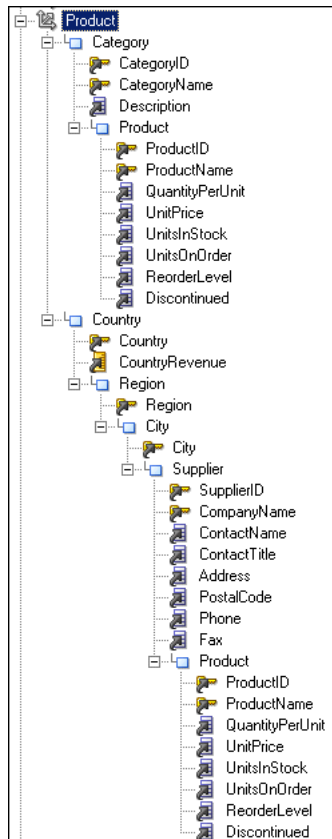 Product
Category
CategoryID
CategoryName
Description
Product
ProductID
ProductName
QuantityPerUnit
UnitPrice
UnitsInStock
UnitsOnOrder
ReorderLevel
Discontinued
Country
Country
CountryRevenue
Region
Region
City
City
Supplier
SupplierID
CompanyName
ContactName
ContactTitle
Address
PostalCode
Phone
Fax
Product
ProductID
ProductName
QuantityPerUnit
UnitPrice
UnitsInStock
UnitsOnOrder
ReorderLevel
Discontinued